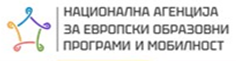 НАЦИОНАЛНА АГЕНЦИЈА
ЗА ЕВРОПСКИ ОБРАЗОВНИ
ПРОГРАМИ И МОБИЛНОСТ